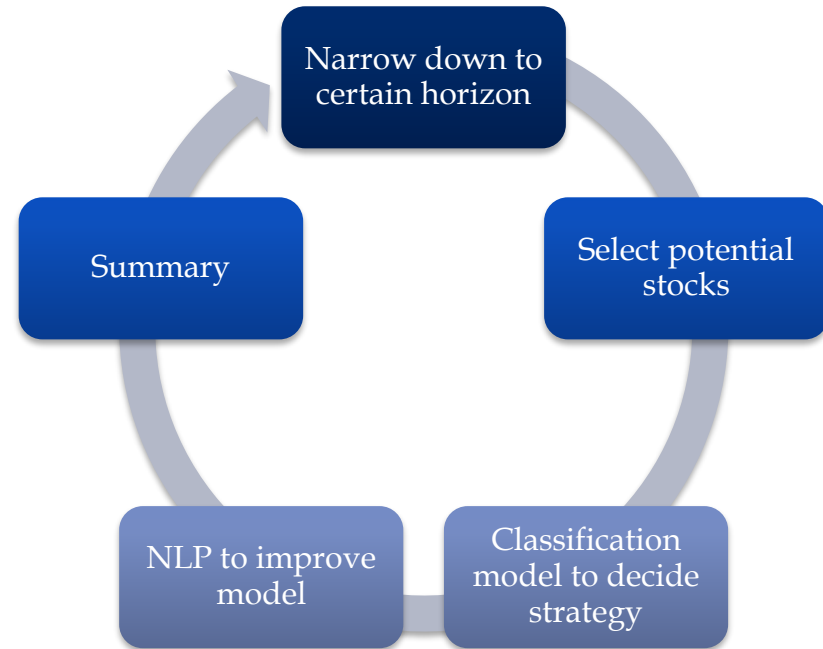 Narrow down to
certain horizon
Select potential
stocks
Classification
model to decide
strategy
NLP to improve
model
Summary